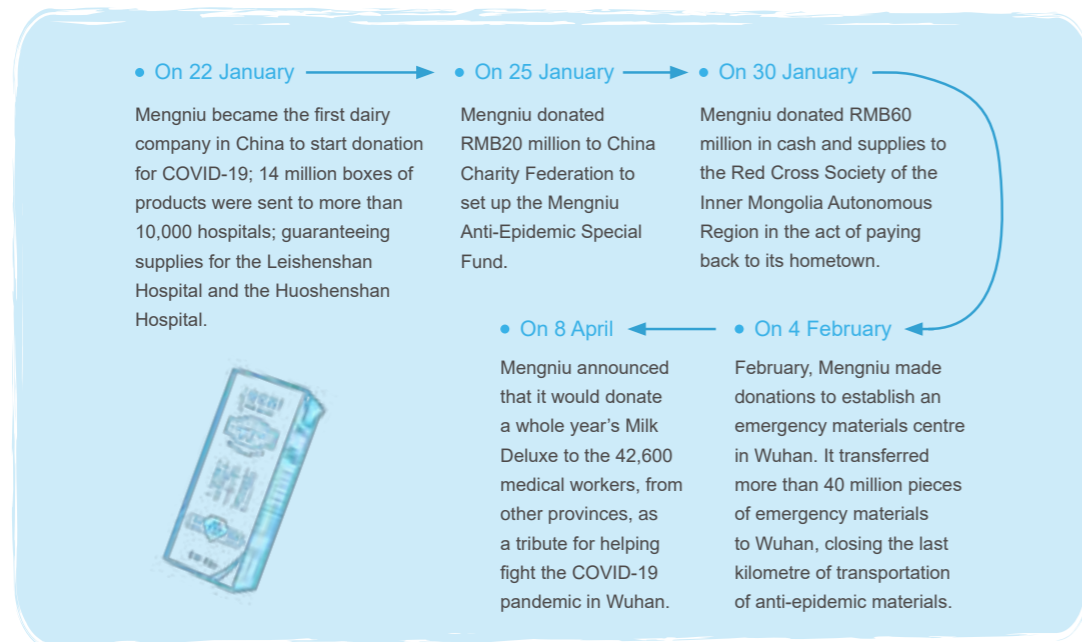 • On 22 January
Mengniu became the first dairy
company in China to start donation
for COVID-19; 14 million boxes of
products were sent to more than
10,000 hospitals; guaranteeing
supplies for the Leishenshan
Hospital and the Huoshenshan
Hospital.
• On 25 January
Mengniu donated
RMB20 million to China
Charity Federation to
set up the Mengniu
Anti-Epidemic Special
Fund.
• On 30 January
Mengniu donated RMB60
million in cash and supplies to
the Red Cross Society of the
Inner Mongolia Autonomous
Region in the act of paying
back to its hometown.
• On 4 February
February, Mengniu made
donations to establish an
emergency materials centre
in Wuhan. It transferred
more than 40 million pieces
of emergency materials
to Wuhan, closing the last
kilometre of transportation
of anti-epidemic materials.
• On 8 April
Mengniu announced
that it would donate
a whole year's Milk
Deluxe to the 42,600
medical workers, from
other provinces, as
a tribute for helping
fight the COVID-19
pandemic in Wuhan.